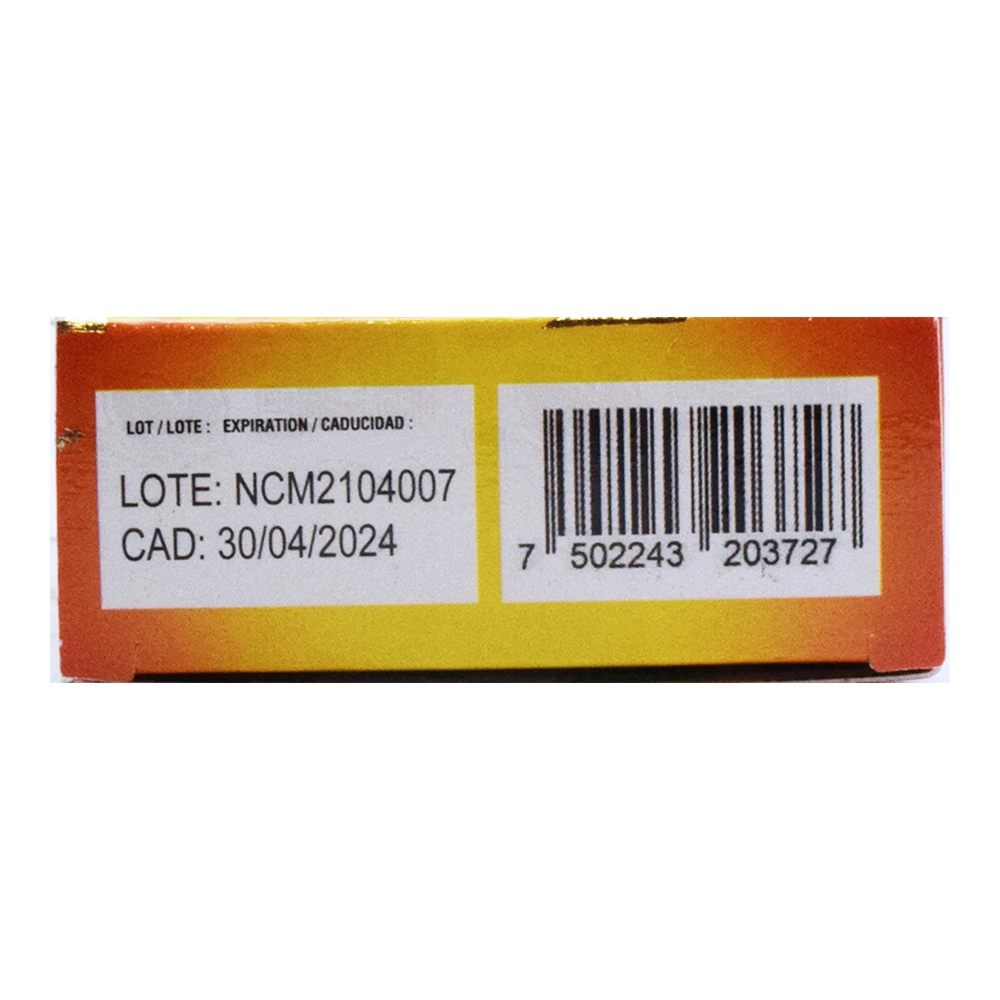 LOT / LOTE : EXPIRATION / CADUCIDAD :
LOTE: NCM2104007
CAD: 30/04/2024
7 502243 203727